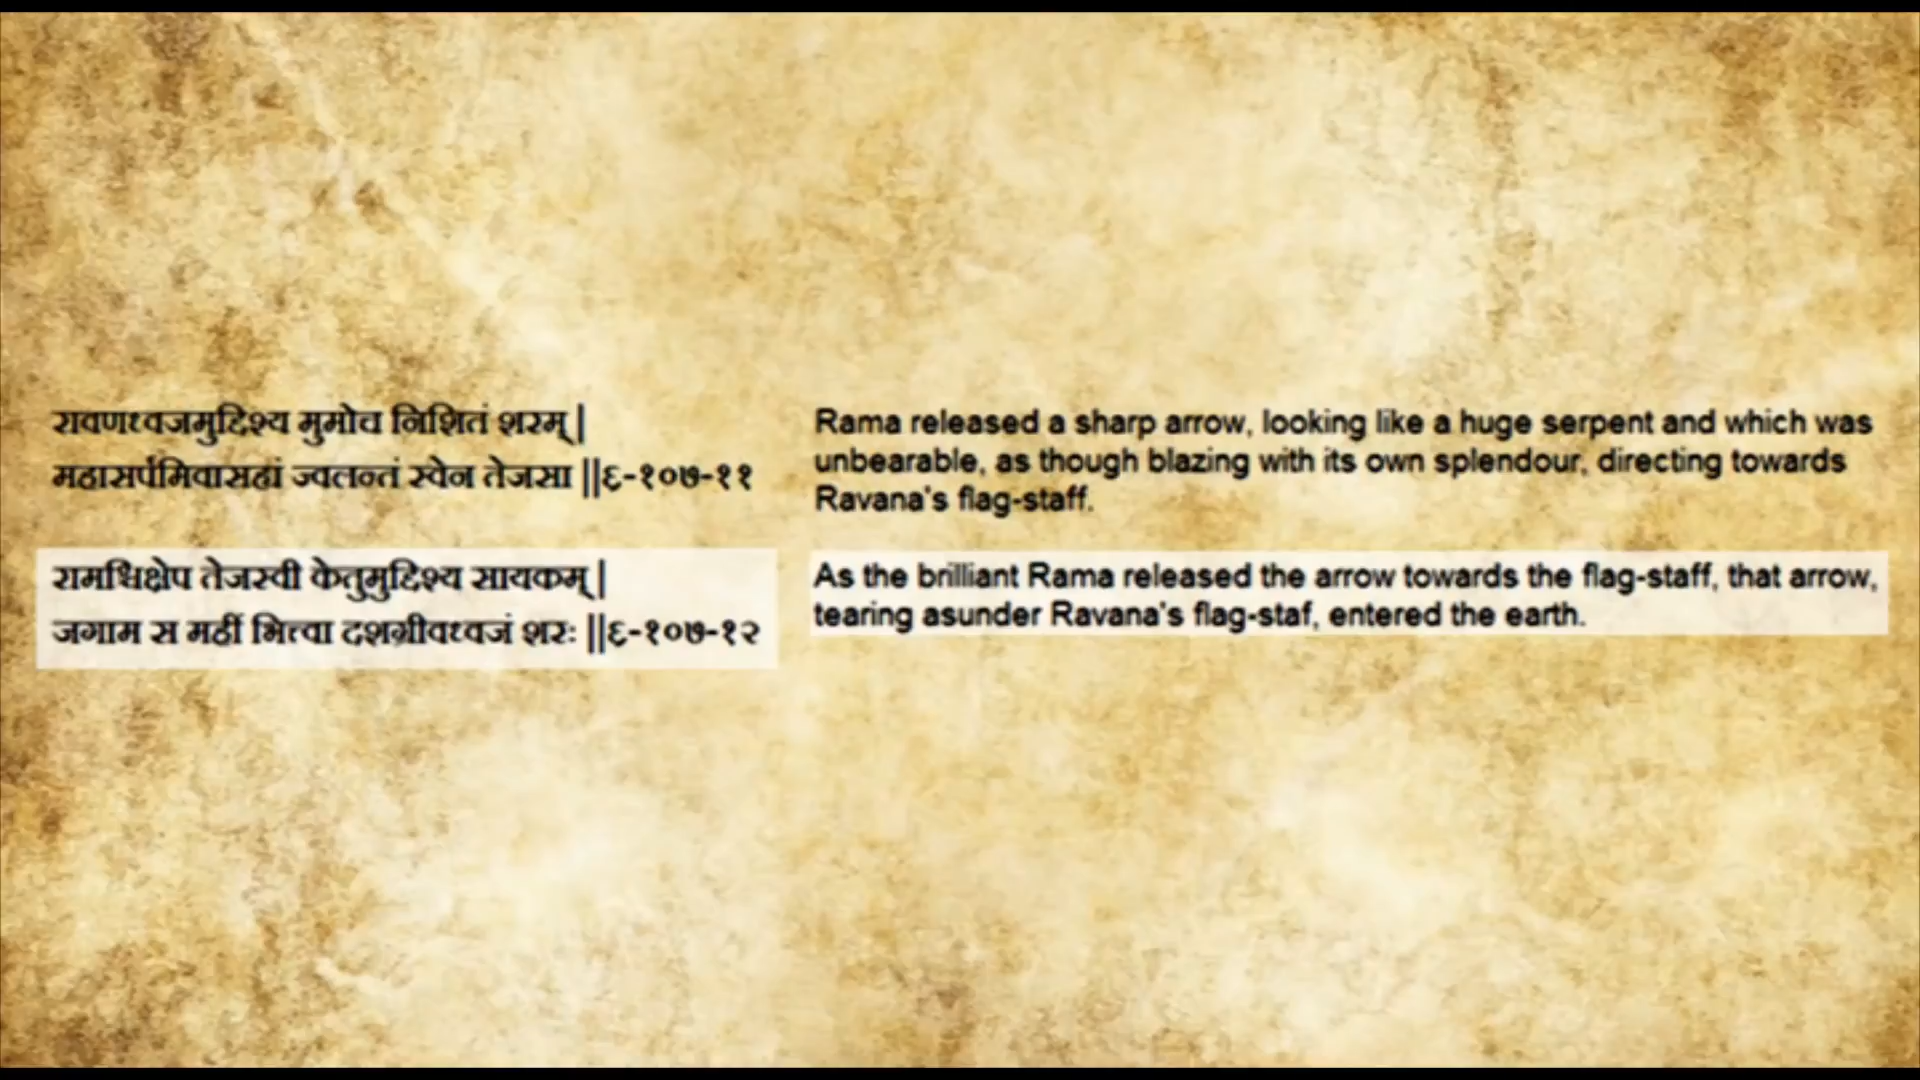 रावणध्वजमुद्दिश्य मुमोच निशितं शरम् |
महासर्पमिवासह्यं ज्वलन्तं स्वेन तेजसा ||६-१०७-११
Rama released a sharp arrow, looking like a huge serpent and which was
unbearable, as though blazing with its own splendour, directing towards
Ravana's flag-staff.
रामश्चिक्षेप तेजस्वी केतुमुद्दिश्य सायकम् |
जगाम स महीं भित्त्वा दशग्रीवध्वजं शरः ||६-१०७-१२
As the brilliant Rama released the arrow towards the flag-staff, that arrow,
tearing asunder Ravana's flag-staf, entered the earth.